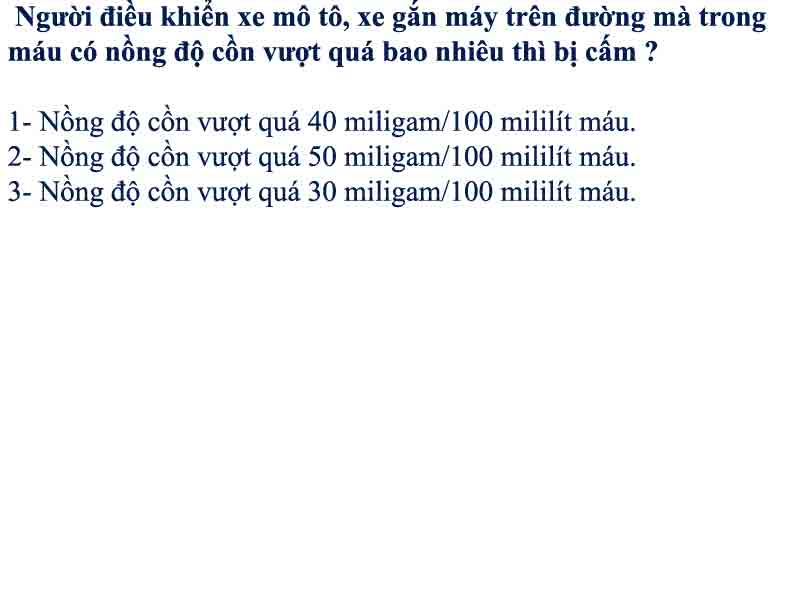 Người điều khiển xe mô tô, xe gắn máy trên đường mà trong
máu có nồng độ cồn vượt quá bao nhiêu thì bị cấm ?
1- Nồng độ cồn vượt quá 40 miligam/100 mililít máu.
2- Nồng độ cồn vượt quá 50 miligam/100 mililít máu.
3- Nồng độ cồn vượt quá 30 miligam/100 mililít máu.